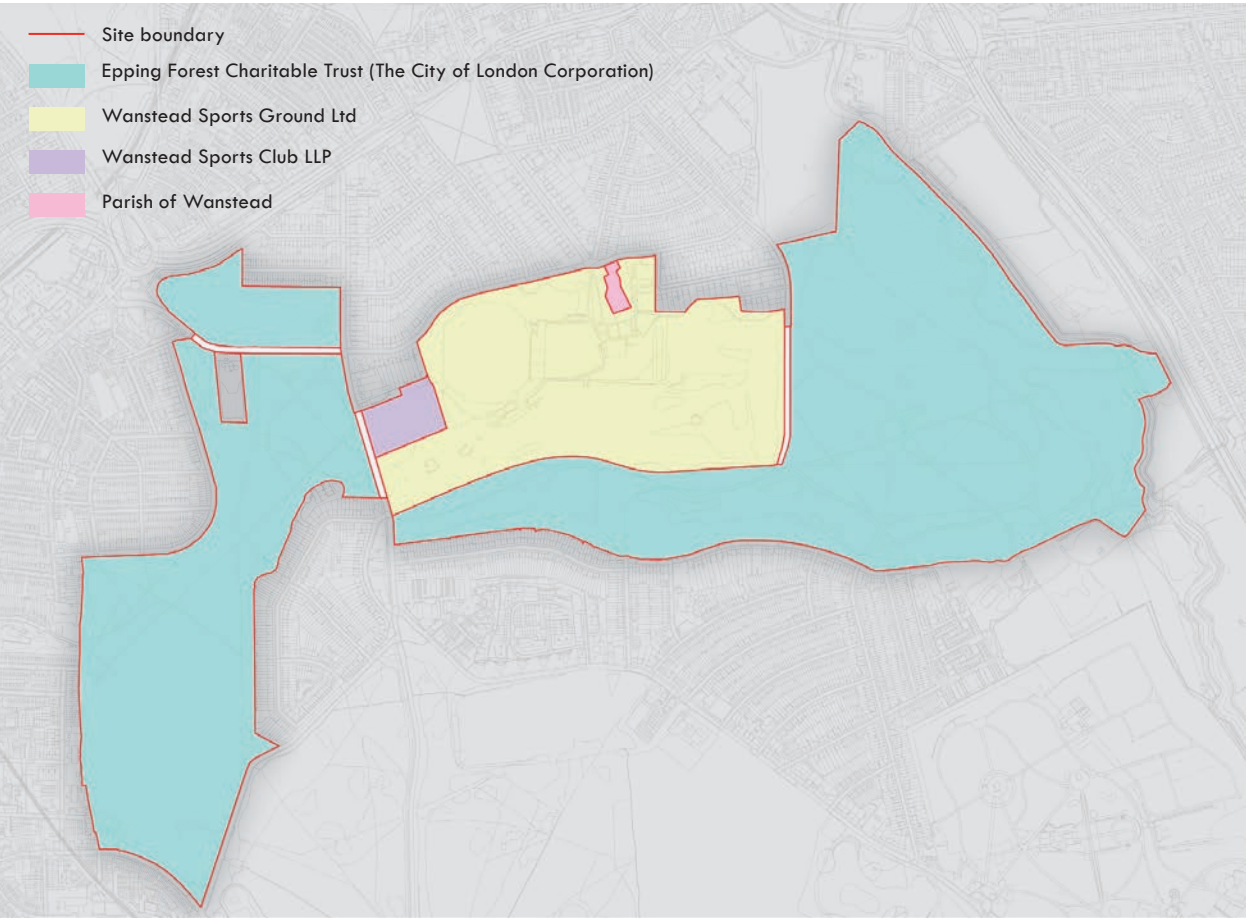 Site boundary
Epping Forest Charitable Trust (The City of London Corporation)
Wanstead Sports Ground Ltd
Wanstead Sports Club LLP
Parish of Wanstead